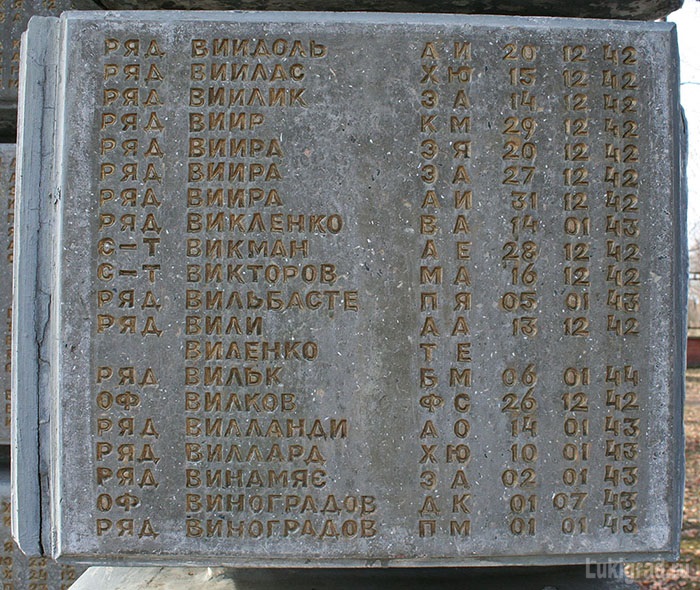 РЯД ВИИДОЛЬ А И 20 12 42
РЯД ВИИЛАС Х Ю 15 12 42
РЯД ВИИЛИК Э А 14 12 42
РЯД ВИИР К М 29 12 42
РЯД ВИИРА Э Я 20 12 42
РЯД ВИИРА Э А 27 12 42
РЯД ВИИРА А И 31 12 42
РЯД ВИКЛЕНКО В А 14 01 43
С-Т ВИКМАН А Е 28 12 42
С-Т ВИКТОРОВ М А 16 12 42
РЯД ВИЛЬБАСТЕ П Я 05 01 43
РЯД ВИЛИ А А 13 12 42
ВИЛЕНКО Т Е
РЯД ВИЛЬК Б М 06 01 44
ОФ ВИЛКОВ Ф С 26 12 42
РЯД ВИЛЛАНДИ А О 14 01 43
РЯД ВИЛЛАРД Х Ю 10 01 43
РЯД ВИНАМЯЄ З А 02 01 43
ОФ ВИНОГРАДОВ Д К 01 07 43
РЯД ВИНОГРАДОВ П М 01 01 43